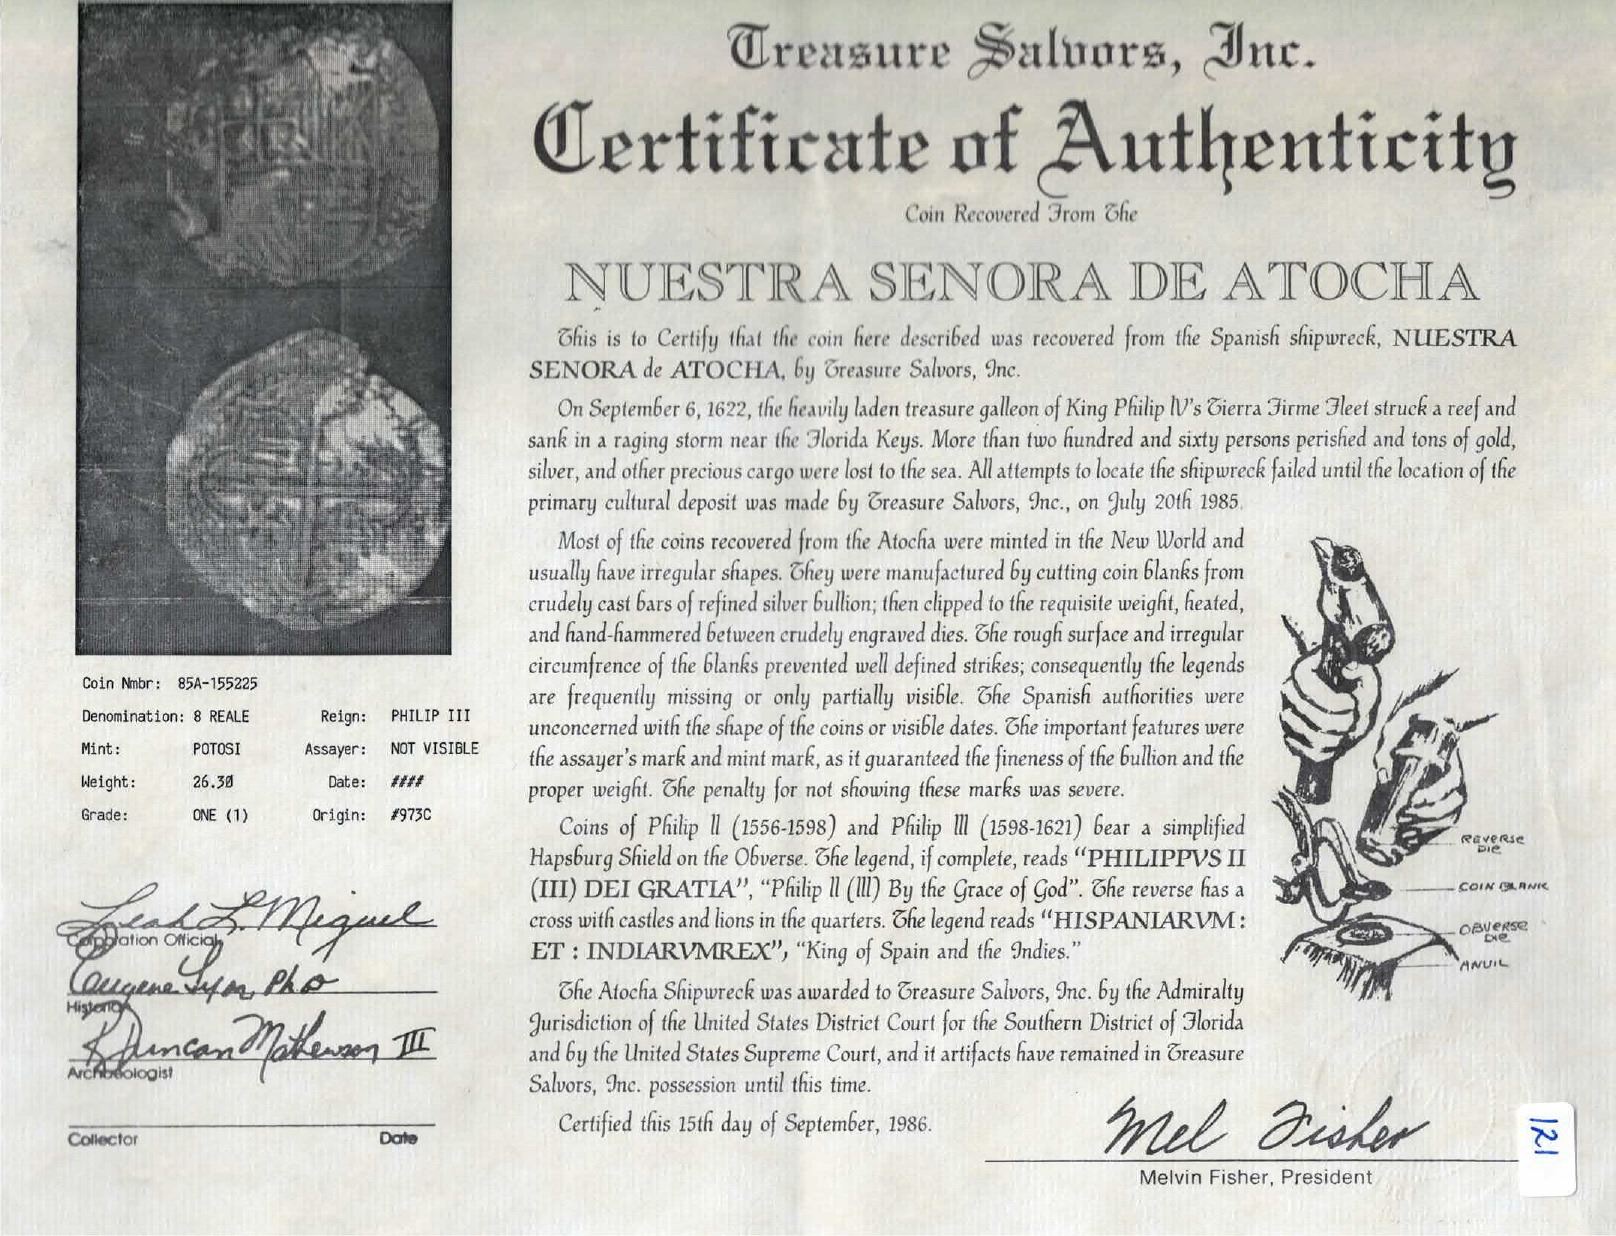 Treasure Salvors, Inc.
Certificate of Authenticity
Coin Recovered From The
NUESTRA SENORA DE ATOCHA
This is to Certify that the coin here described was recovered from the Spanish shipwreck, NUESTRA
SENORA de ATOCHA, by Treasure Salvors, Inc.
On September 6, 1622, the heavily laden treasure galleon of King Philip IV's Tierra Firme Fleet struck a reef and
sank in a raging storm near the Florida Keys. More than two hundred and sixty persons perished and tons of gold,
silver, and other precious cargo were lost to the sea. All attempts to locate the shipwreck failed until the location of the
primary cultural deposit was made by Treasure Salvors, Inc., on July 20th 1985.
Most of the coins recovered from the Atocha were minted in the New World and
usually have irregular shapes. They were manufactured by cutting coin blanks from
crudely cast bars of refined silver bullion; then clipped to the requisite weight, heated,
and hand-hammered between crudely engraved dies. The rough surface and irregular
circumfrence of the blanks prevented well defined strikes; consequently the legends
are frequently missing or only partially visible. The Spanish authorities were
unconcerned with the shape of the coins or visible dates. The important features were
the assayer's mark and mint mark, as it guaranteed the fineness of the bullion and the
proper weight. The penalty for not showing these marks was severe.
Coins of Philip II (1556-1598) and Philip III (1598-1621) bear a simplified
Hapsburg Shield on the Obverse. The legend, if complete, reads “PHILIPPVS II
(III) DEI GRATIA”, “Philip II (III) By the Grace of God”. The reverse has a
cross with castles and lions in the quarters. The legend reads “HISPANIARVM :
ET : INDIARVMREX”, “King of Spain and the Indies.”
The Atocha Shipwreck was awarded to Treasure Salvors, Inc. by the Admiralty
Jurisdiction of the United States District Court for the Southern District of Florida
and by the United States Supreme Court, and it artifacts have remained in Treasure
Salvors, Inc. possession until this time.
Certified this 15th day of September, 1986.
Mel Fisher
Melvin Fisher, President
REVERSE
DIE
COIN BLANK
OBVERSE
DIE
ANVIL
121
Coin Nmbr: 85A-155225
Denomination: 8 REALE Reign: PHILIP III
Mint: POTOSI Assayer: NOT VISIBLE
Weight: 26.30 Date: ####
Grade: ONE (1) Origin: #973C
Leah L. Miguel
Corporation Official
Eugene Lyon PhD
Historian
R Duncan Mathewson III
Archaeologist
Collector Date